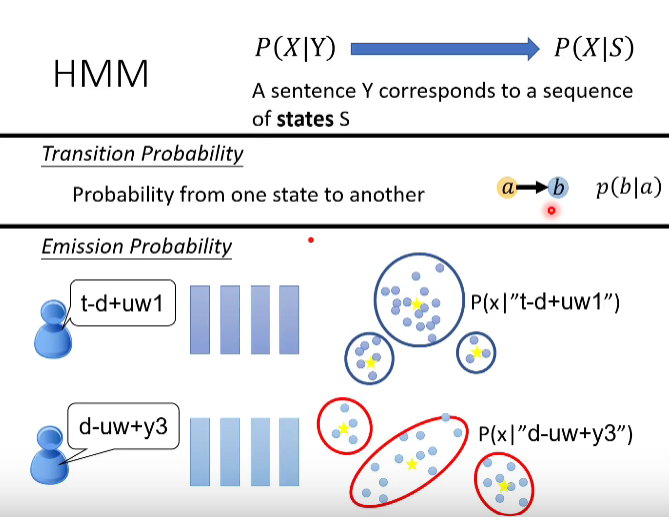 HMM
P(X|Y) P(X|S)
A sentence Y corresponds to a sequence
of states S
Transition Probability
Probability from one state to another
a b p(b|a)
Emission Probability
t-d+uw1
P(x|"t-d+uw1")
d-uw+y3
P(x|"d-uw+y3")